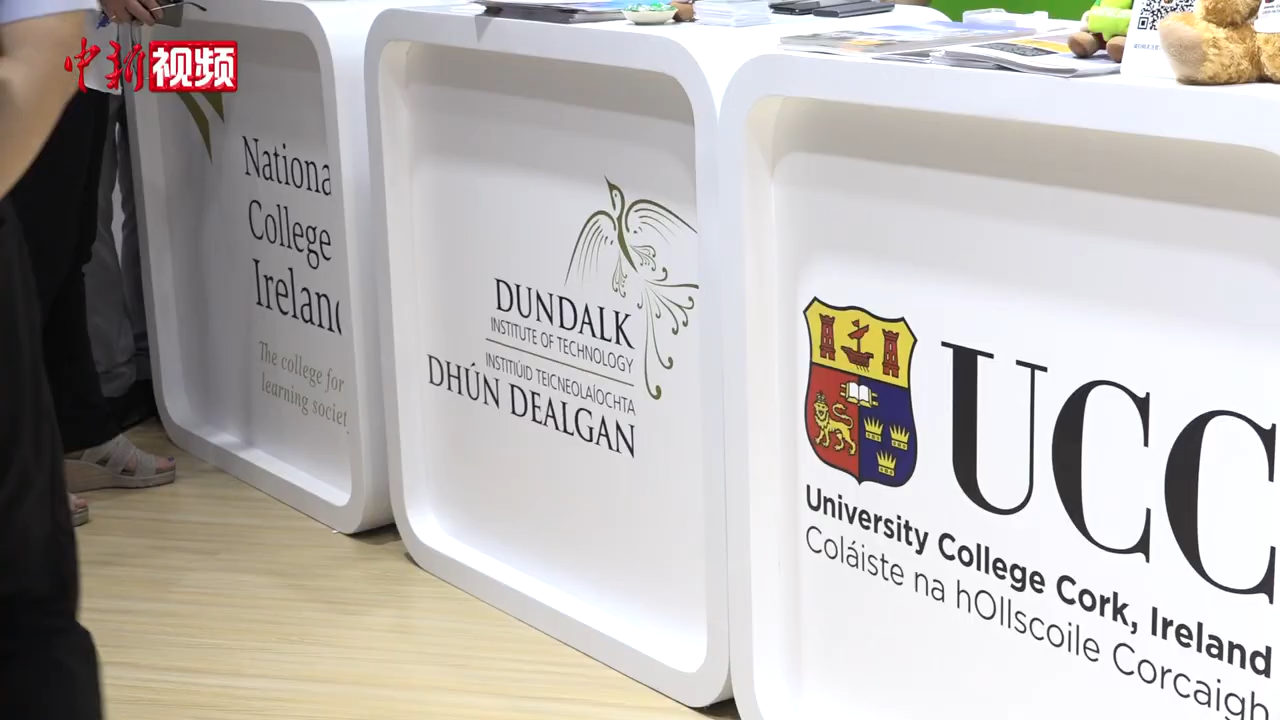 中新视频
Nationa
College
Ireland
The college for
learning societ
DUNDALK
INSTITUTE OF TECHNOLOGY
INSTITIÚID TEICNEOLAÍOCHTA
DHÚN DEALGAN
UCC
University College Cork, Ireland
Coláiste na hOllscoile Corcaigh